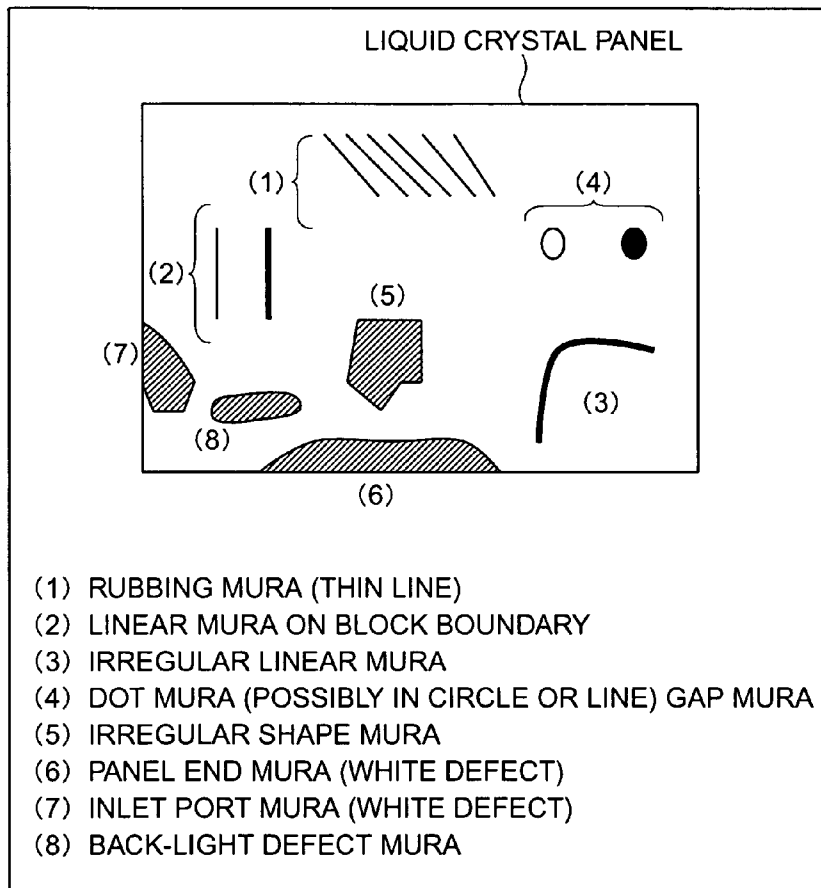 LIQUID CRYSTAL PANEL
(1)
(4)
(2)
(5)
(7)
(3)
(8)
(6)
(1) RUBBING MURA (THIN LINE)
(2) LINEAR MURA ON BLOCK BOUNDARY
(3) IRREGULAR LINEAR MURA
(4) DOT MURA (POSSIBLY IN CIRCLE OR LINE) GAP MURA
(5) IRREGULAR SHAPE MURA
(6) PANEL END MURA (WHITE DEFECT)
(7) INLET PORT MURA (WHITE DEFECT)
(8) BACK-LIGHT DEFECT MURA